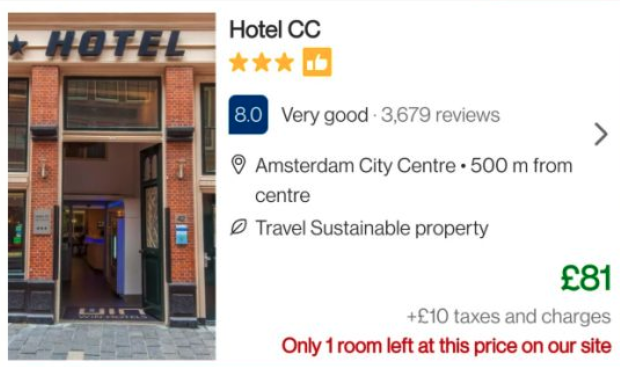 HOTEL
Hotel CC
8.0 Very good · 3,679 reviews
Amsterdam City Centre • 500 m from
centre
Travel Sustainable property
£81
+£10 taxes and charges
Only 1 room left at this price on our site